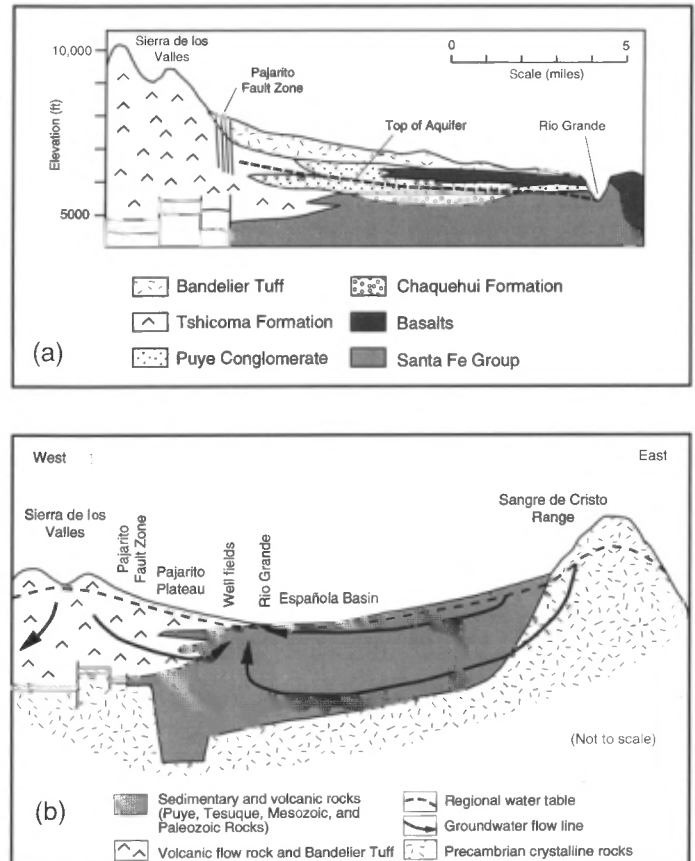 Sierra de los
Valles
10,000
Pajarito
Fault Zone
0
5
Scale (miles)
Top of Aquifer
Rio Grande
Elevation (ft)
5000
Bandelier Tuff
Chaquehui Formation
Tshicoma Formation
Basalts
Puye Conglomerate
Santa Fe Group
(a)
West
East
Sierra de los
Valles
Pajarito
Fault Zone
Pajarito
Plateau
Well fields
Rio Grande
Española Basin
Sangre de Cristo
Range
(Not to scale)
(b)
Sedimentary and volcanic rocks
(Puye, Tesuque, Mesozoic, and
Paleozoic Rocks)
Regional water table
Groundwater flow line
Volcanic flow rock and Bandelier Tuff
Precambrian crystalline rocks